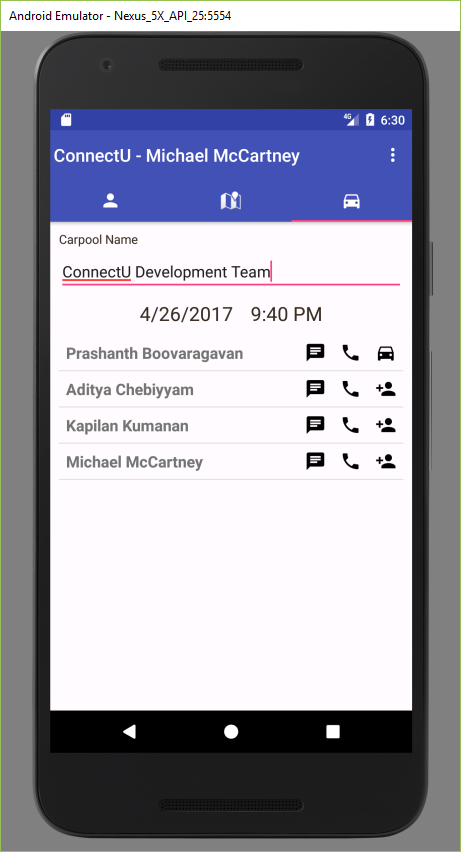 Android Emulator - Nexus_5X_API_25:5554
4G 6:30
ConnectU - Michael McCartney
Carpool Name
ConnectU Development Team
4/26/2017 9:40 PM
Prashanth Boovaragavan
Aditya Chebiyyam
Kapilan Kumanan
Michael McCartney